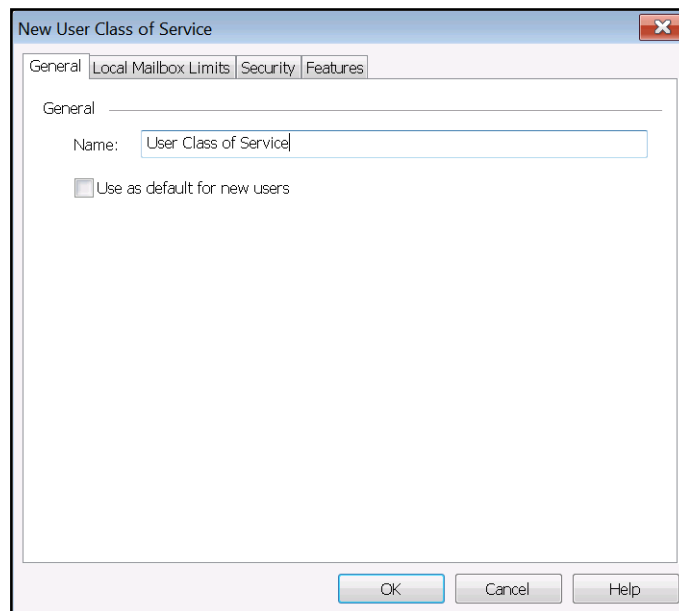 New User Class of Service
General Local Mailbox Limits Security Features
General
Name: User Class of Service
Use as default for new users
OK Cancel Help